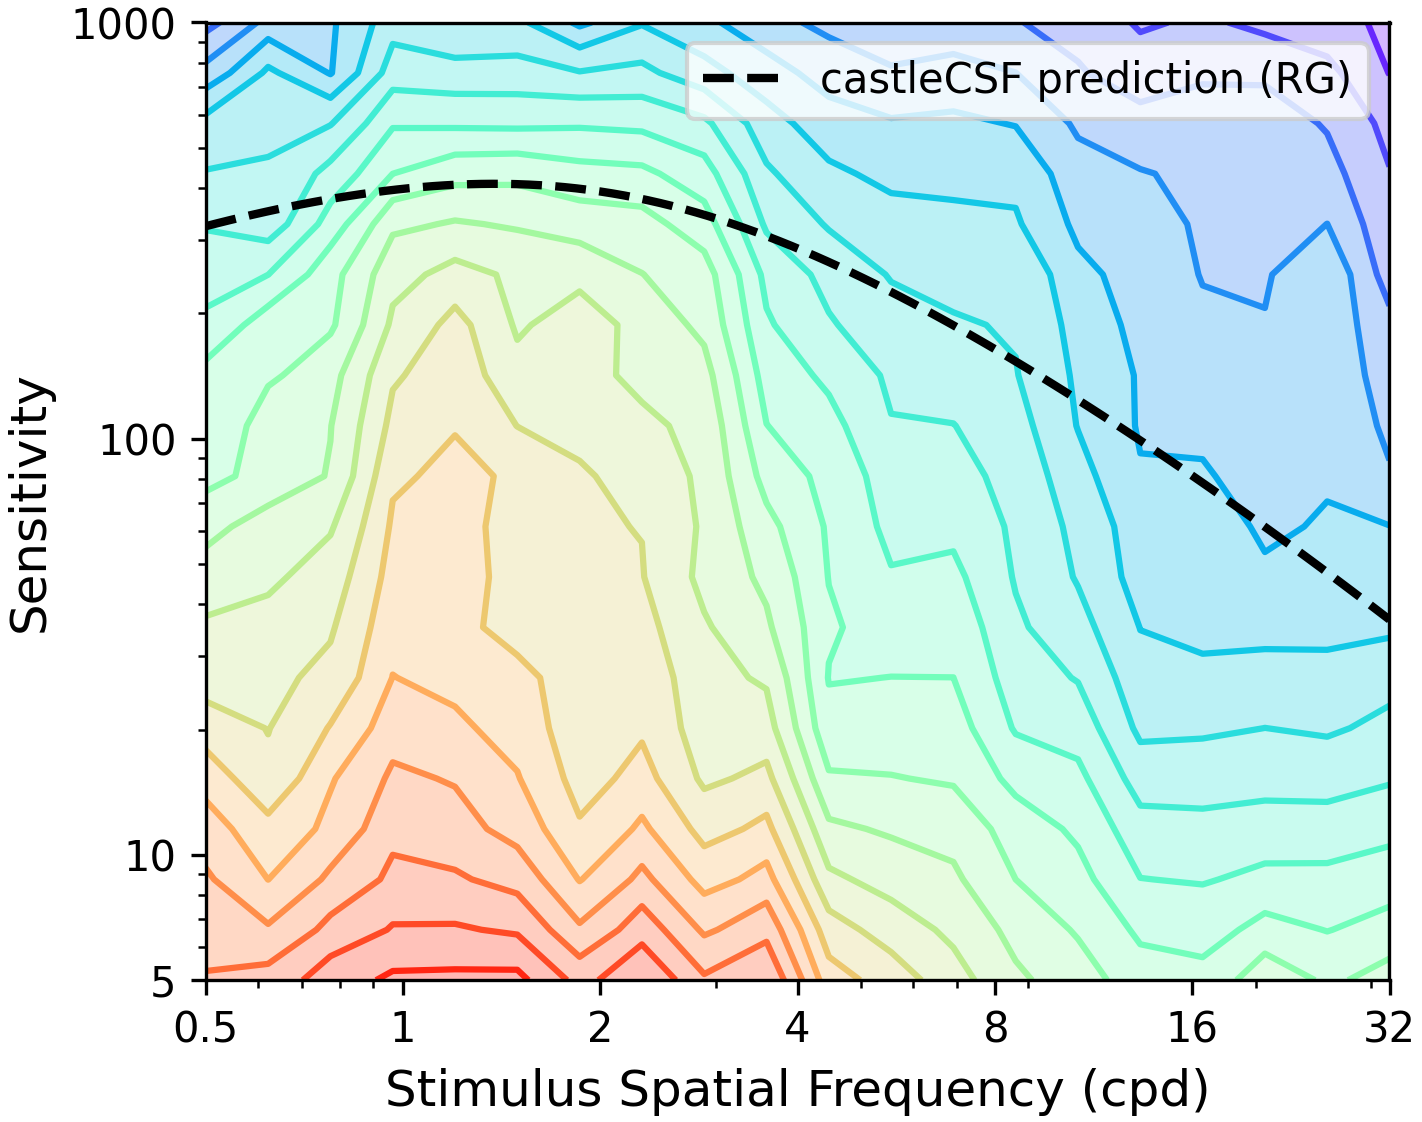 1000
castleCSF prediction (RG)
100
10
5
Sensitivity
0.5 1 2 4 8 16 32
Stimulus Spatial Frequency (cpd)